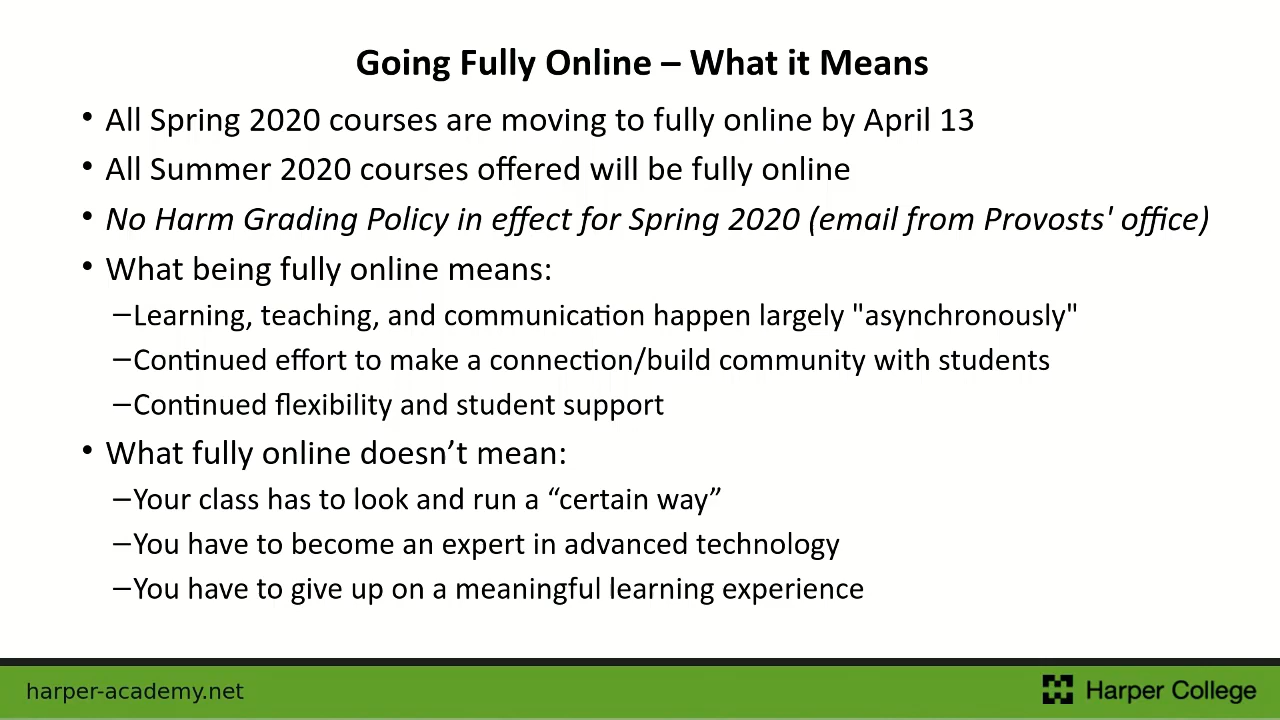 Going Fully Online – What it Means
• All Spring 2020 courses are moving to fully online by April 13
• All Summer 2020 courses offered will be fully online
• No Harm Grading Policy in effect for Spring 2020 (email from Provosts' office)
• What being fully online means:
–Learning, teaching, and communication happen largely "asynchronously"
–Continued effort to make a connection/build community with students
–Continued flexibility and student support
• What fully online doesn’t mean:
–Your class has to look and run a “certain way”
–You have to become an expert in advanced technology
–You have to give up on a meaningful learning experience
harper-academy.net
Harper College